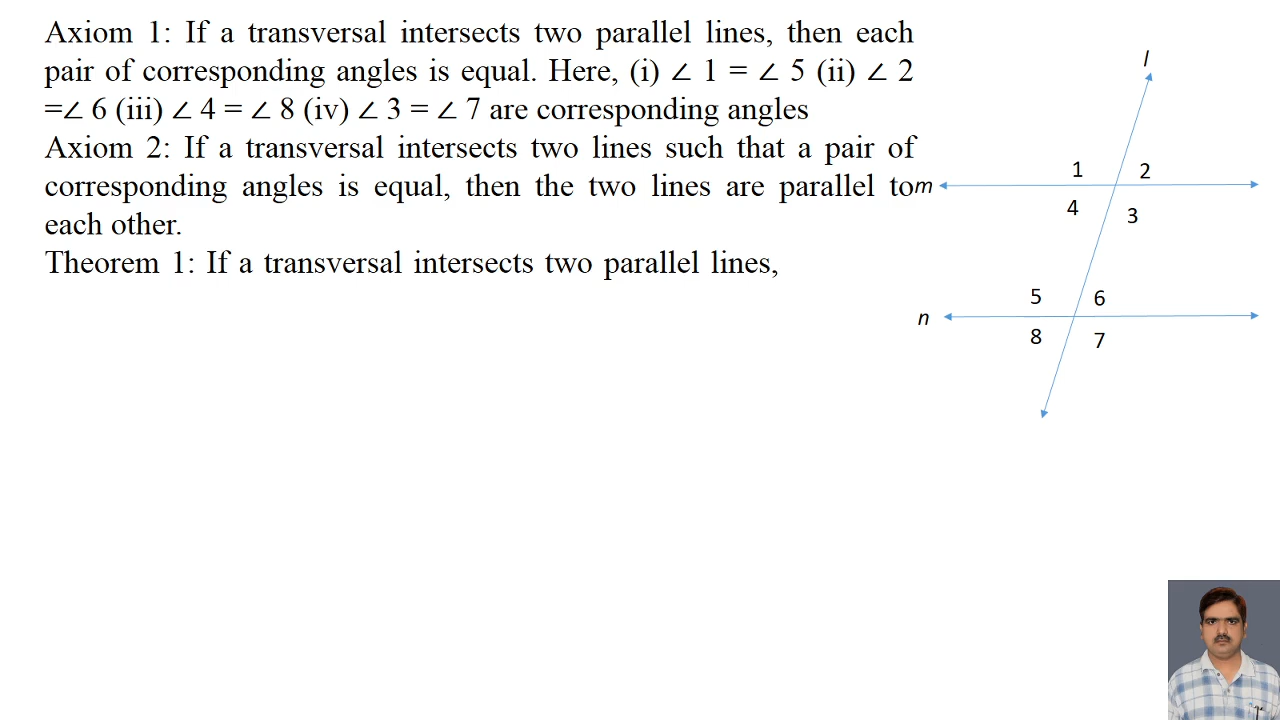 Axiom 1: If a transversal intersects two parallel lines, then each
pair of corresponding angles is equal. Here, (i) ∠ 1 = ∠ 5 (ii) ∠ 2
=∠ 6 (iii) ∠ 4 = ∠ 8 (iv) ∠ 3 = ∠ 7 are corresponding angles
Axiom 2: If a transversal intersects two lines such that a pair of
corresponding angles is equal, then the two lines are parallel to
each other.
Theorem 1: If a transversal intersects two parallel lines,
l
1 2
m
4 3
5 6
n
8 7